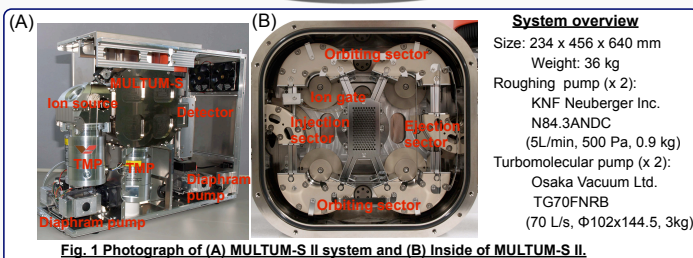 (A)
MULTUM-S
Ion source
Detector
TMP
TMP
Diaphram
pump
Diaphram pump
(B)
Orbiting sector
Ion gate
Injection
sector
Ejection
sector
Orbiting sector
System overview
Size: 234 x 456 x 640 mm
Weight: 36 kg
Roughing pump (x 2):
KNF Neuberger Inc.
N84.3ANDC
(5L/min, 500 Pa, 0.9 kg)
Turbomolecular pump (x 2):
Osaka Vacuum Ltd.
TG70FNRB
(70 L/s, Φ102x144.5, 3kg)
Fig. 1 Photograph of (A) MULTUM-S II system and (B) Inside of MULTUM-S II.